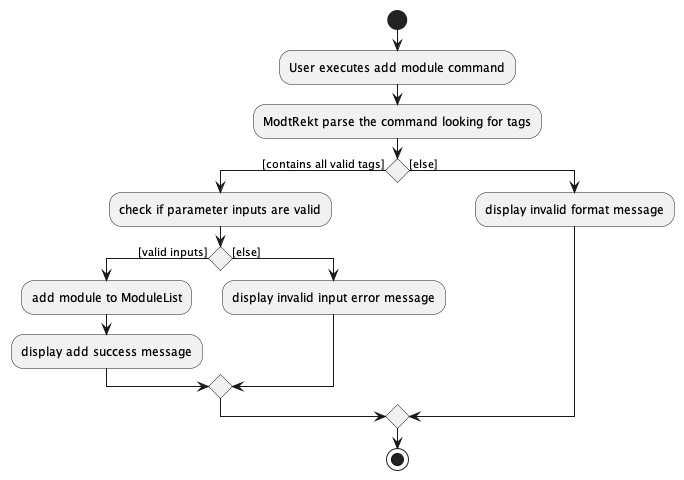 User executes add module command
ModtRekt parse the command looking for tags
[contains all valid tags]
[else]
check if parameter inputs are valid
display invalid format message
[valid inputs]
[else]
add module to ModuleList
display invalid input error message
display add success message